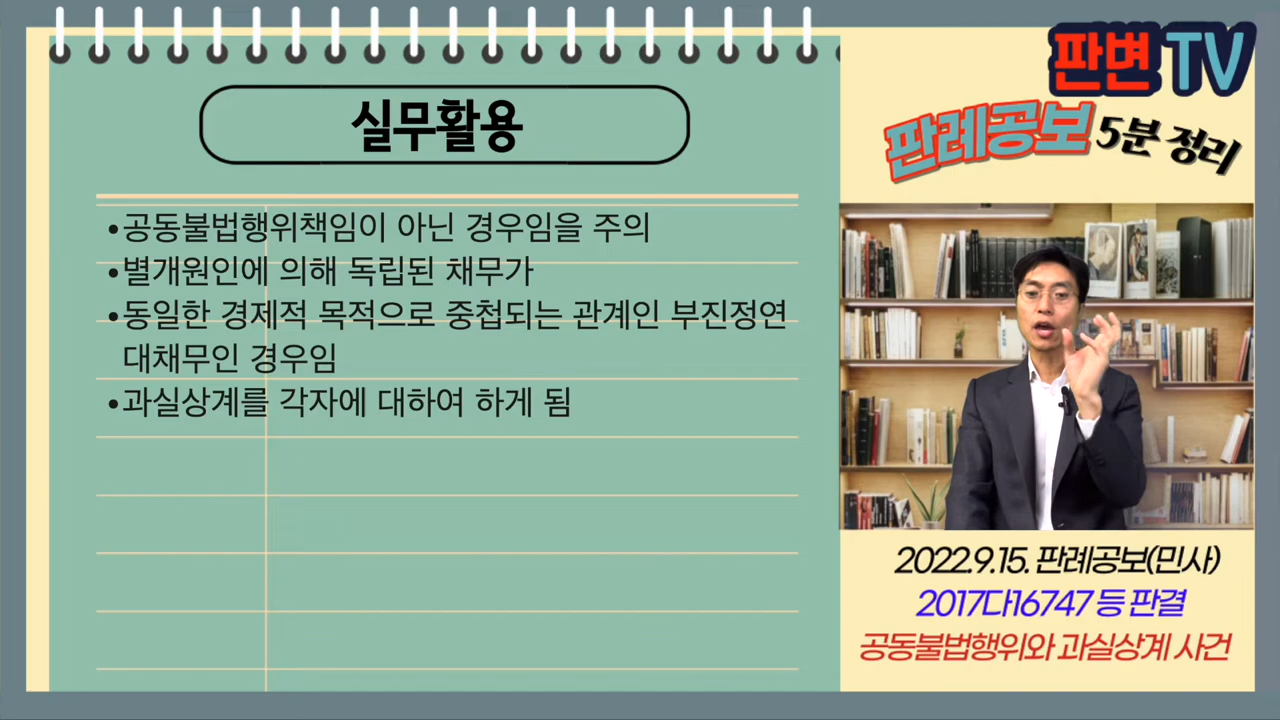 실무활용
•공동불법행위책임이 아닌 경우임을 주의
•별개원인에 의해 독립된 채무가
•동일한 경제적 목적으로 중첩되는 관계인 부진정연
대채무인 경우임
•과실상계를 각자에 대하여 하게 됨
판변 TV
판례공보 5분 정리
2022.9.15. 판례공보(민사)
2017다16747 등 판결
공동불법행위와 과실상계 사건